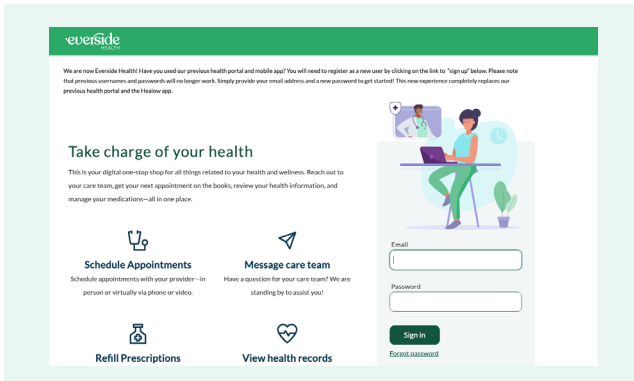 everside
HEALTH
We are now Everside Health! Have you used our previous health portal and mobile app? You will need to register as a new user by clicking on the link to "sign up" below. Please note
that previous usernames and passwords will no longer work. Simply provide your email address and a new password to get started! This new experience completely replaces our
previous health portal and the Healow app.
Take charge of your health
This is your digital one-stop shop for all things related to your health and wellness. Reach out to
your care team, get your next appointment on the books, review your health information, and
manage your medications—all in one place.
Schedule Appointments
Schedule appointments with your provider—in
person or virtually via phone or video.
Message care team
Have a question for your care team? We are
standing by to assist you!
Refill Prescriptions
View health records
Email
Password
Sign in
Forgot password